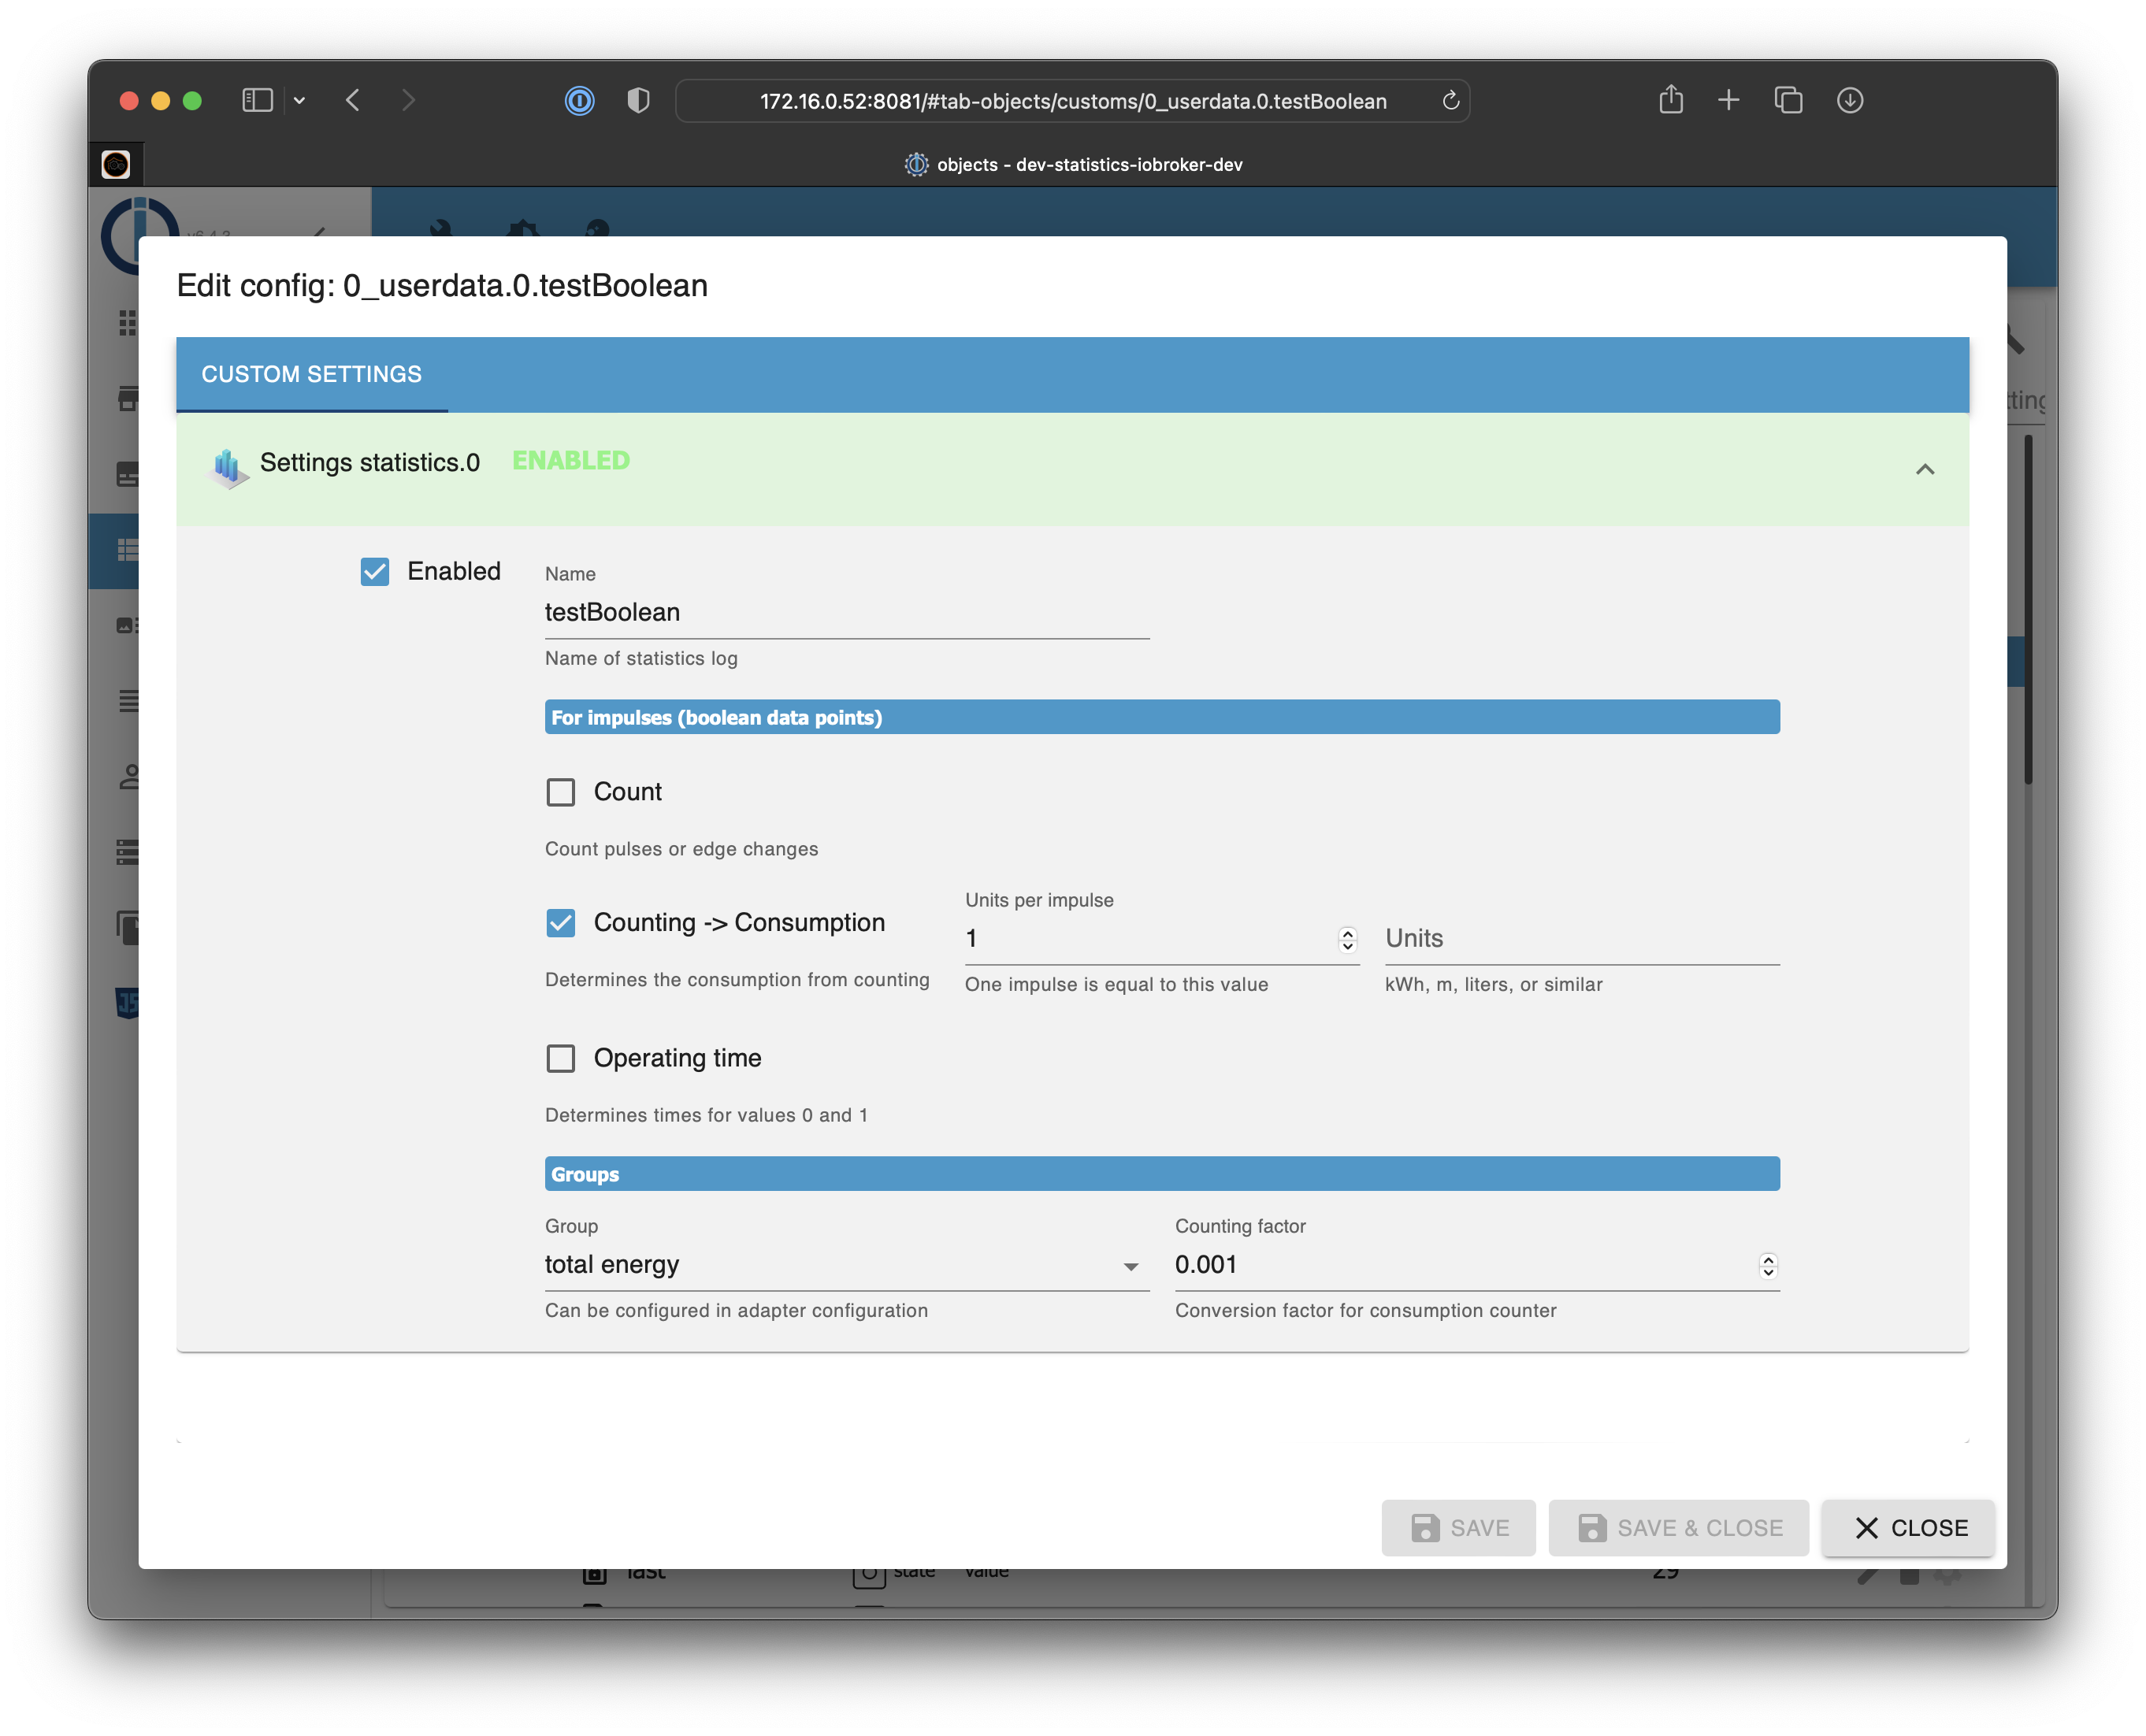 172.16.0.52:8081/#tab-objects/customs/0_userdata.0.testBoolean
objects - dev-statistics-iobroker-dev
Edit config: 0_userdata.0.testBoolean
CUSTOM SETTINGS
Settings statistics.0 ENABLED
Enabled
Name
testBoolean
Name of statistics log
For impulses (boolean data points)
Count
Count pulses or edge changes
Counting -> Consumption
Determines the consumption from counting
Units per impulse
1
One impulse is equal to this value
Units
kWh, m, liters, or similar
Operating time
Determines times for values 0 and 1
Groups
Group
total energy
Can be configured in adapter configuration
Counting factor
0.001
Conversion factor for consumption counter
SAVE
SAVE & CLOSE
CLOSE
last state value 29
JS